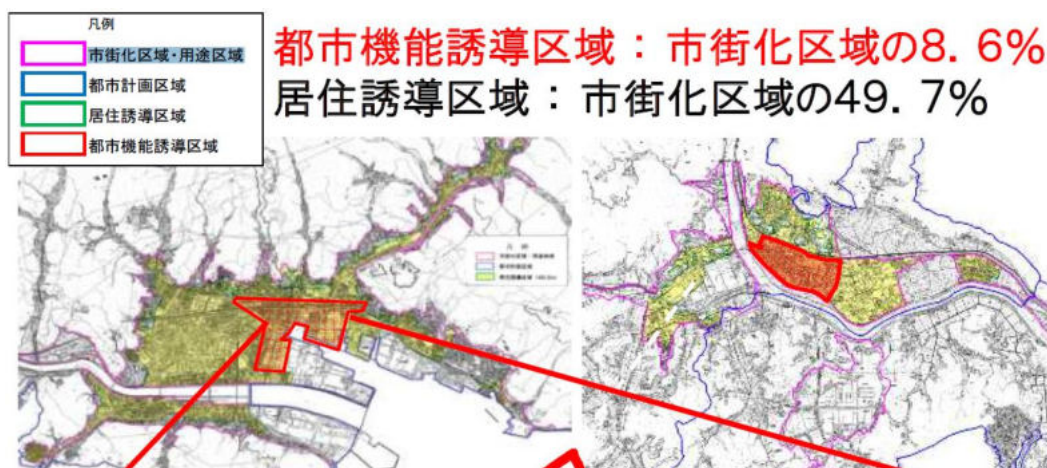 凡例
市街化区域・用途区域
都市計画区域
居住誘導区域
都市機能誘導区域
都市機能誘導区域：市街化区域の8．6%
居住誘導区域：市街化区域の49．7%
凡例